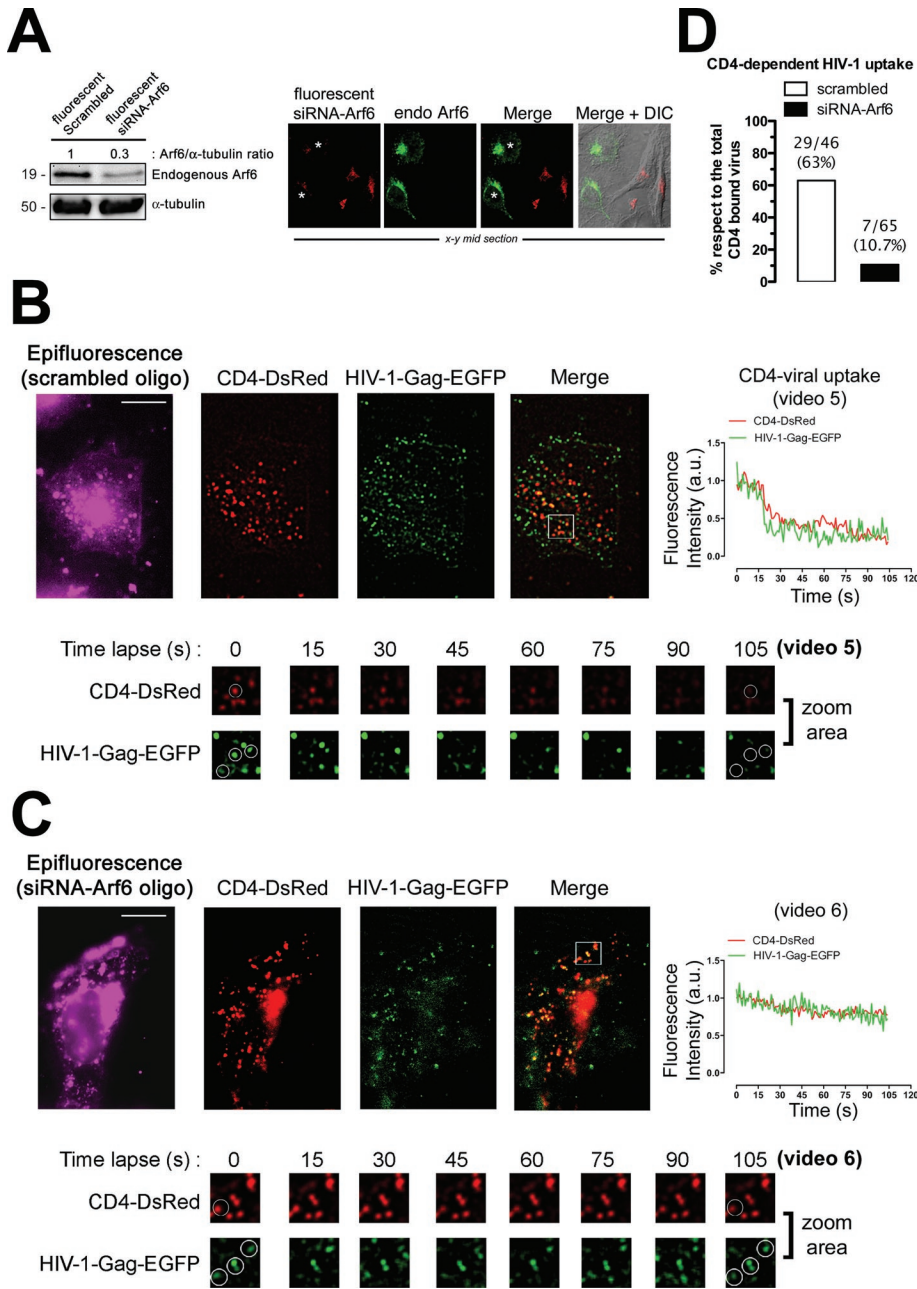 A
fluorescent Scrambled
fluorescent siRNA-Arf6
1 0.3 : Arf6/α-tubulin ratio
19 - Endogenous Arf6
50 - α-tubulin
fluorescent siRNA-Arf6 endo Arf6 Merge Merge + DIC
* * * *
x-y mid section
D
CD4-dependent HIV-1 uptake
scrambled
siRNA-Arf6
% respect to the total CD4 bound virus
100
80
60
40
20
0
29/46
(63%)
7/65
(10.7%)
B
Epifluorescence
(scrambled oligo) CD4-DsRed HIV-1-Gag-EGFP Merge
CD4-viral uptake
(video 5)
CD4-DsRed
HIV-1-Gag-EGFP
Fluorescence
Intensity (a.u.)
1.5
1.0
0.5
0.0
0 15 30 45 60 75 90 105 120
Time (s)
Time lapse (s) : 0 15 30 45 60 75 90 105 (video 5)
CD4-DsRed
HIV-1-Gag-EGFP
zoom
area
C
Epifluorescence
(siRNA-Arf6 oligo) CD4-DsRed HIV-1-Gag-EGFP Merge
(video 6)
CD4-DsRed
HIV-1-Gag-EGFP
Fluorescence
Intensity (a.u.)
1.5
1.0
0.5
0.0
0 15 30 45 60 75 90 105 120
Time (s)
Time lapse (s) : 0 15 30 45 60 75 90 105 (video 6)
CD4-DsRed
HIV-1-Gag-EGFP
zoom
area